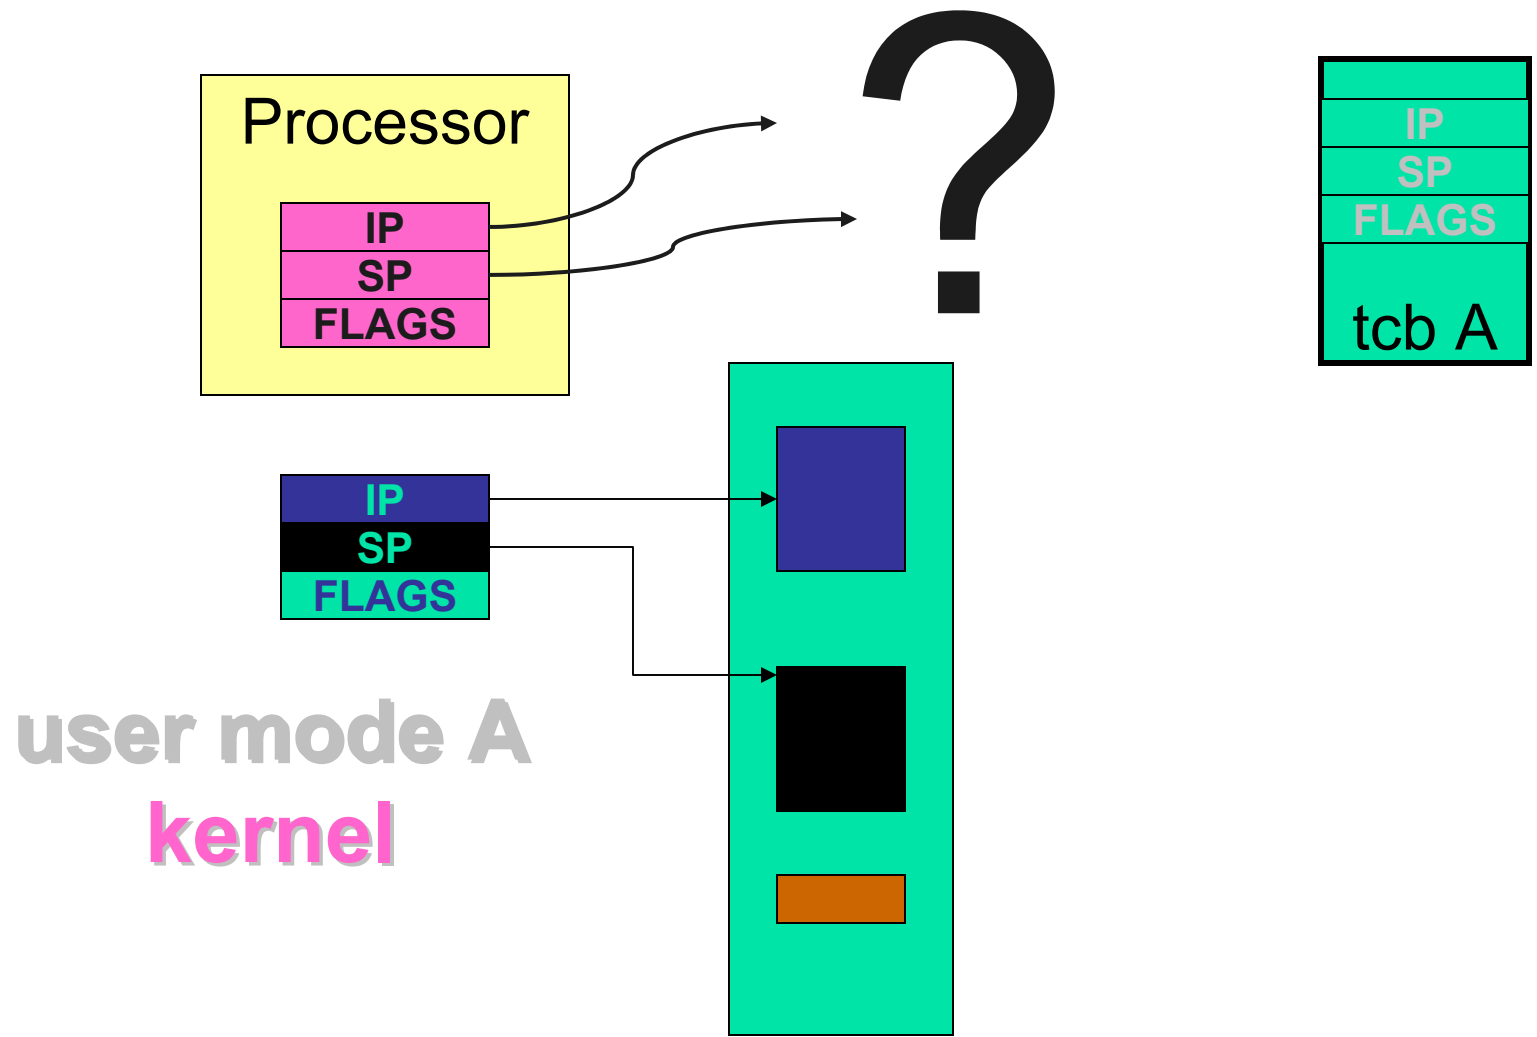 ?
Processor
IP
SP
FLAGS
IP
SP
FLAGS
tcb A
IP
SP
FLAGS
user mode A
kernel